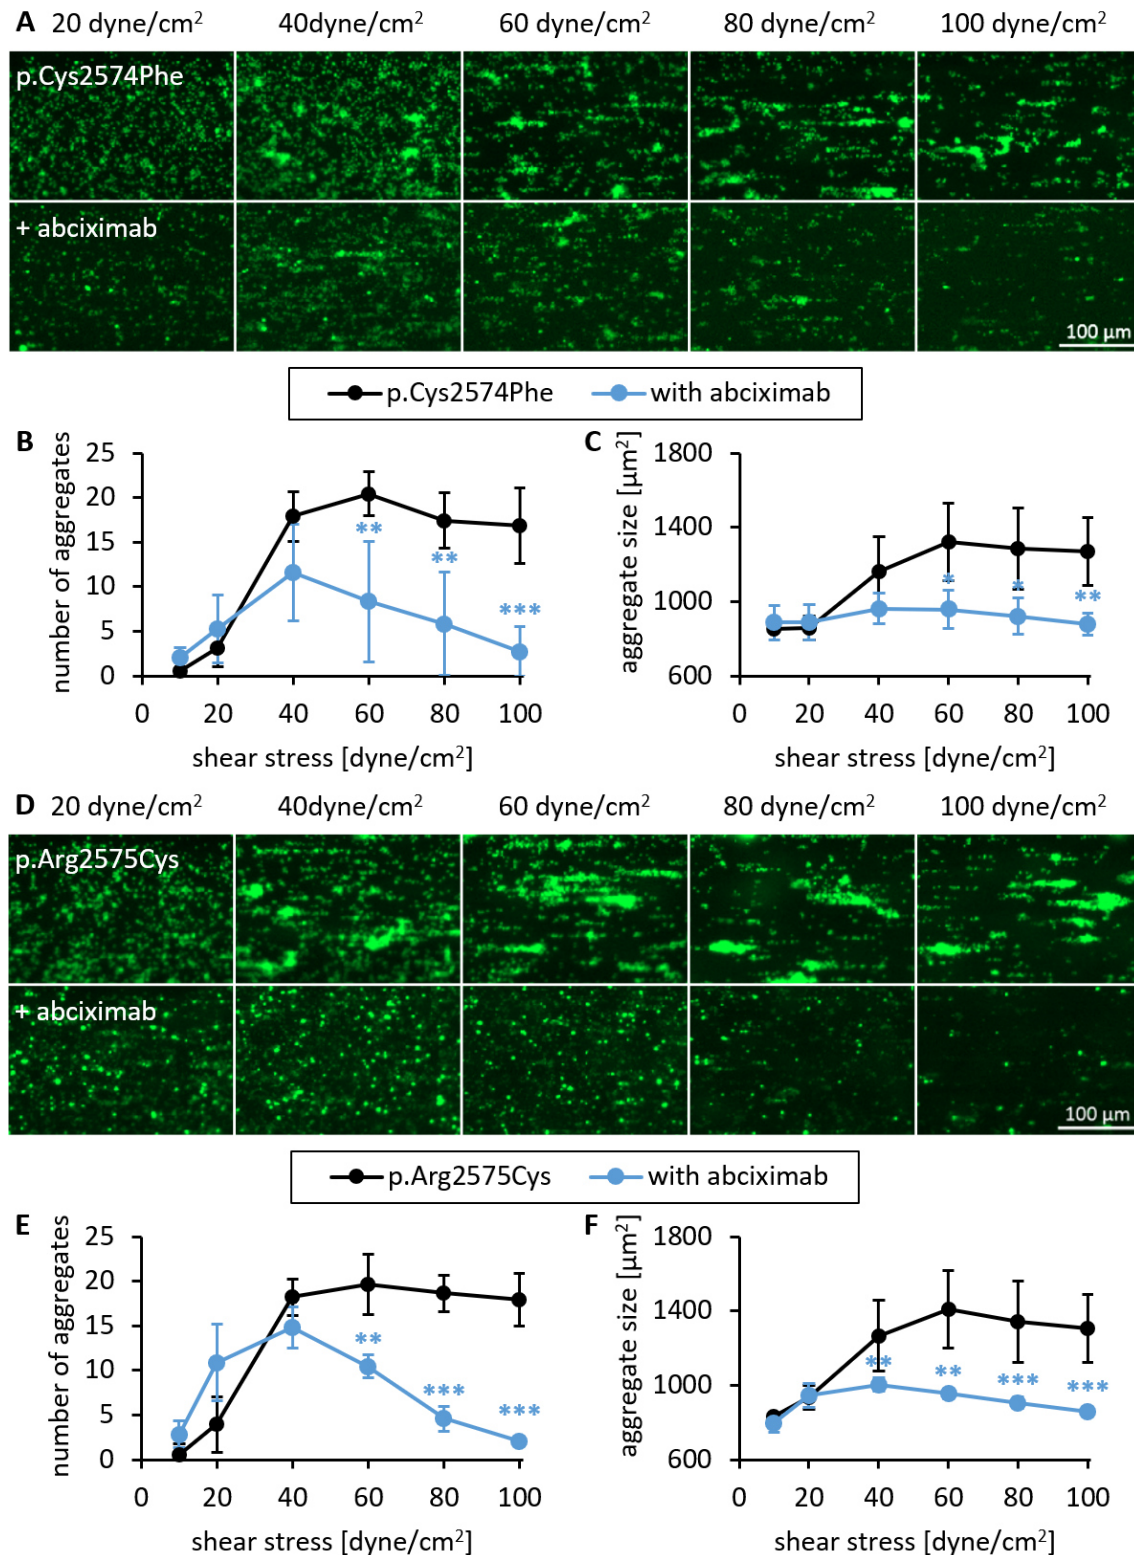 A 20 dyne/cm² 40dyne/cm² 60 dyne/cm² 80 dyne/cm² 100 dyne/cm²
p.Cys2574Phe
+ abciximab
100 µm
p.Cys2574Phe with abciximab
B
number of aggregates
25
20
15
10
5
0
** ** ***
0 20 40 60 80 100
shear stress [dyne/cm²]
C
aggregate size [µm²]
1800
1400
1000
600
* * **
0 20 40 60 80 100
shear stress [dyne/cm²]
D 20 dyne/cm² 40dyne/cm² 60 dyne/cm² 80 dyne/cm² 100 dyne/cm²
p.Arg2575Cys
+ abciximab
100 µm
p.Arg2575Cys with abciximab
E
number of aggregates
25
20
15
10
5
0
** *** ***
0 20 40 60 80 100
shear stress [dyne/cm²]
F
aggregate size [µm²]
1800
1400
1000
600
** ** *** ***
0 20 40 60 80 100
shear stress [dyne/cm²]